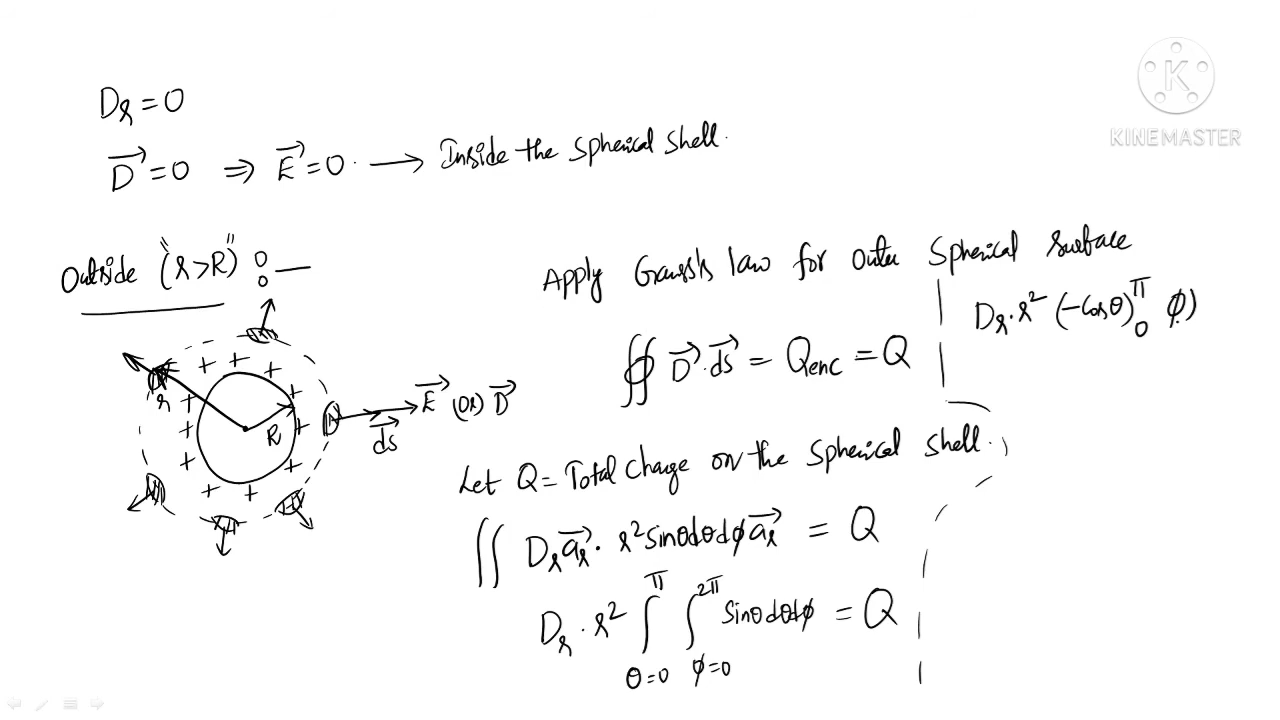 Dr = 0
D⃗ = 0 ⇒ E⃗ = 0. → Inside the Spherical Shell.
Outside "(r>R)" : —
r
R
E⃗ (or) D⃗
ds⃗
Apply Gauss's law for outer Spherical Surface
∯ D⃗.ds⃗ = Qenc = Q
Let Q = Total charge on the Spherical shell.
∬ Dr ar⃗ . r² sinθdθdϕ ar⃗ = Q
Dr . r² ∫θ=0^π ∫ϕ=0^2π sinθdθdϕ = Q
Dr. r² (-Cosθ)₀^π ϕ)
K
KINEMASTER